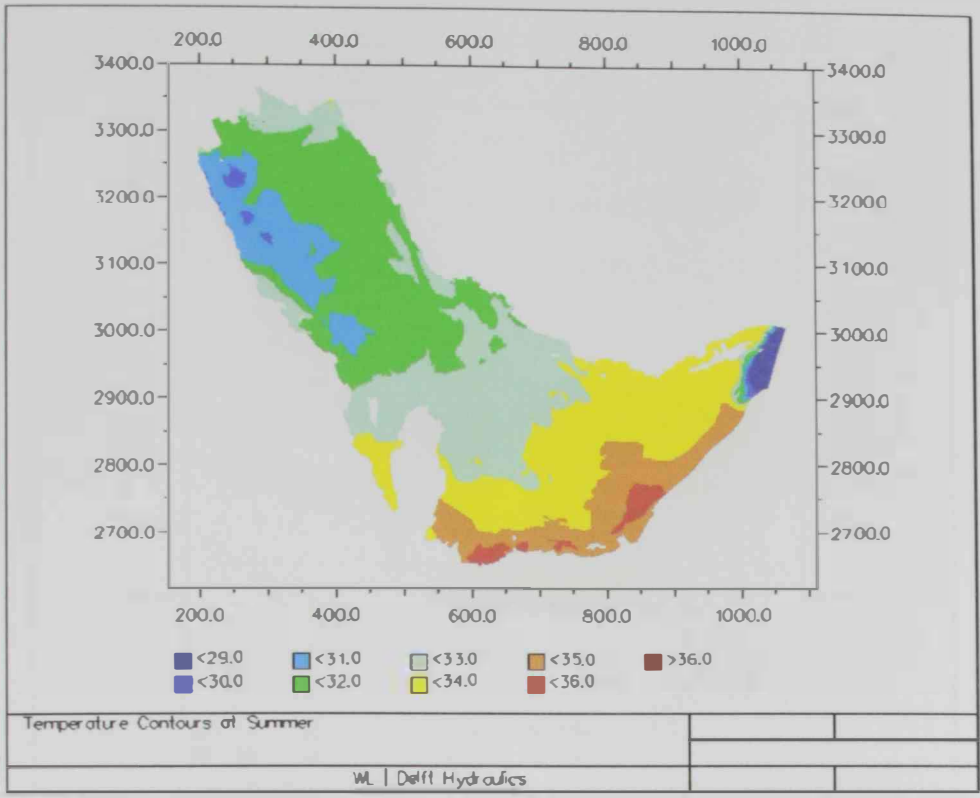 200.0 400.0 600.0 800.0 1000.0
3400.0 3400.0
3300.0 3300.0
3200.0 3200.0
3100.0 3100.0
3000.0 3000.0
2900.0 2900.0
2800.0 2800.0
2700.0 2700.0
200.0 400.0 600.0 800.0 1000.0
<29.0 <31.0 <33.0 <35.0 >36.0
<30.0 <32.0 <34.0 <36.0
Temperature Contours at Summer
WL | Delft Hydraulics